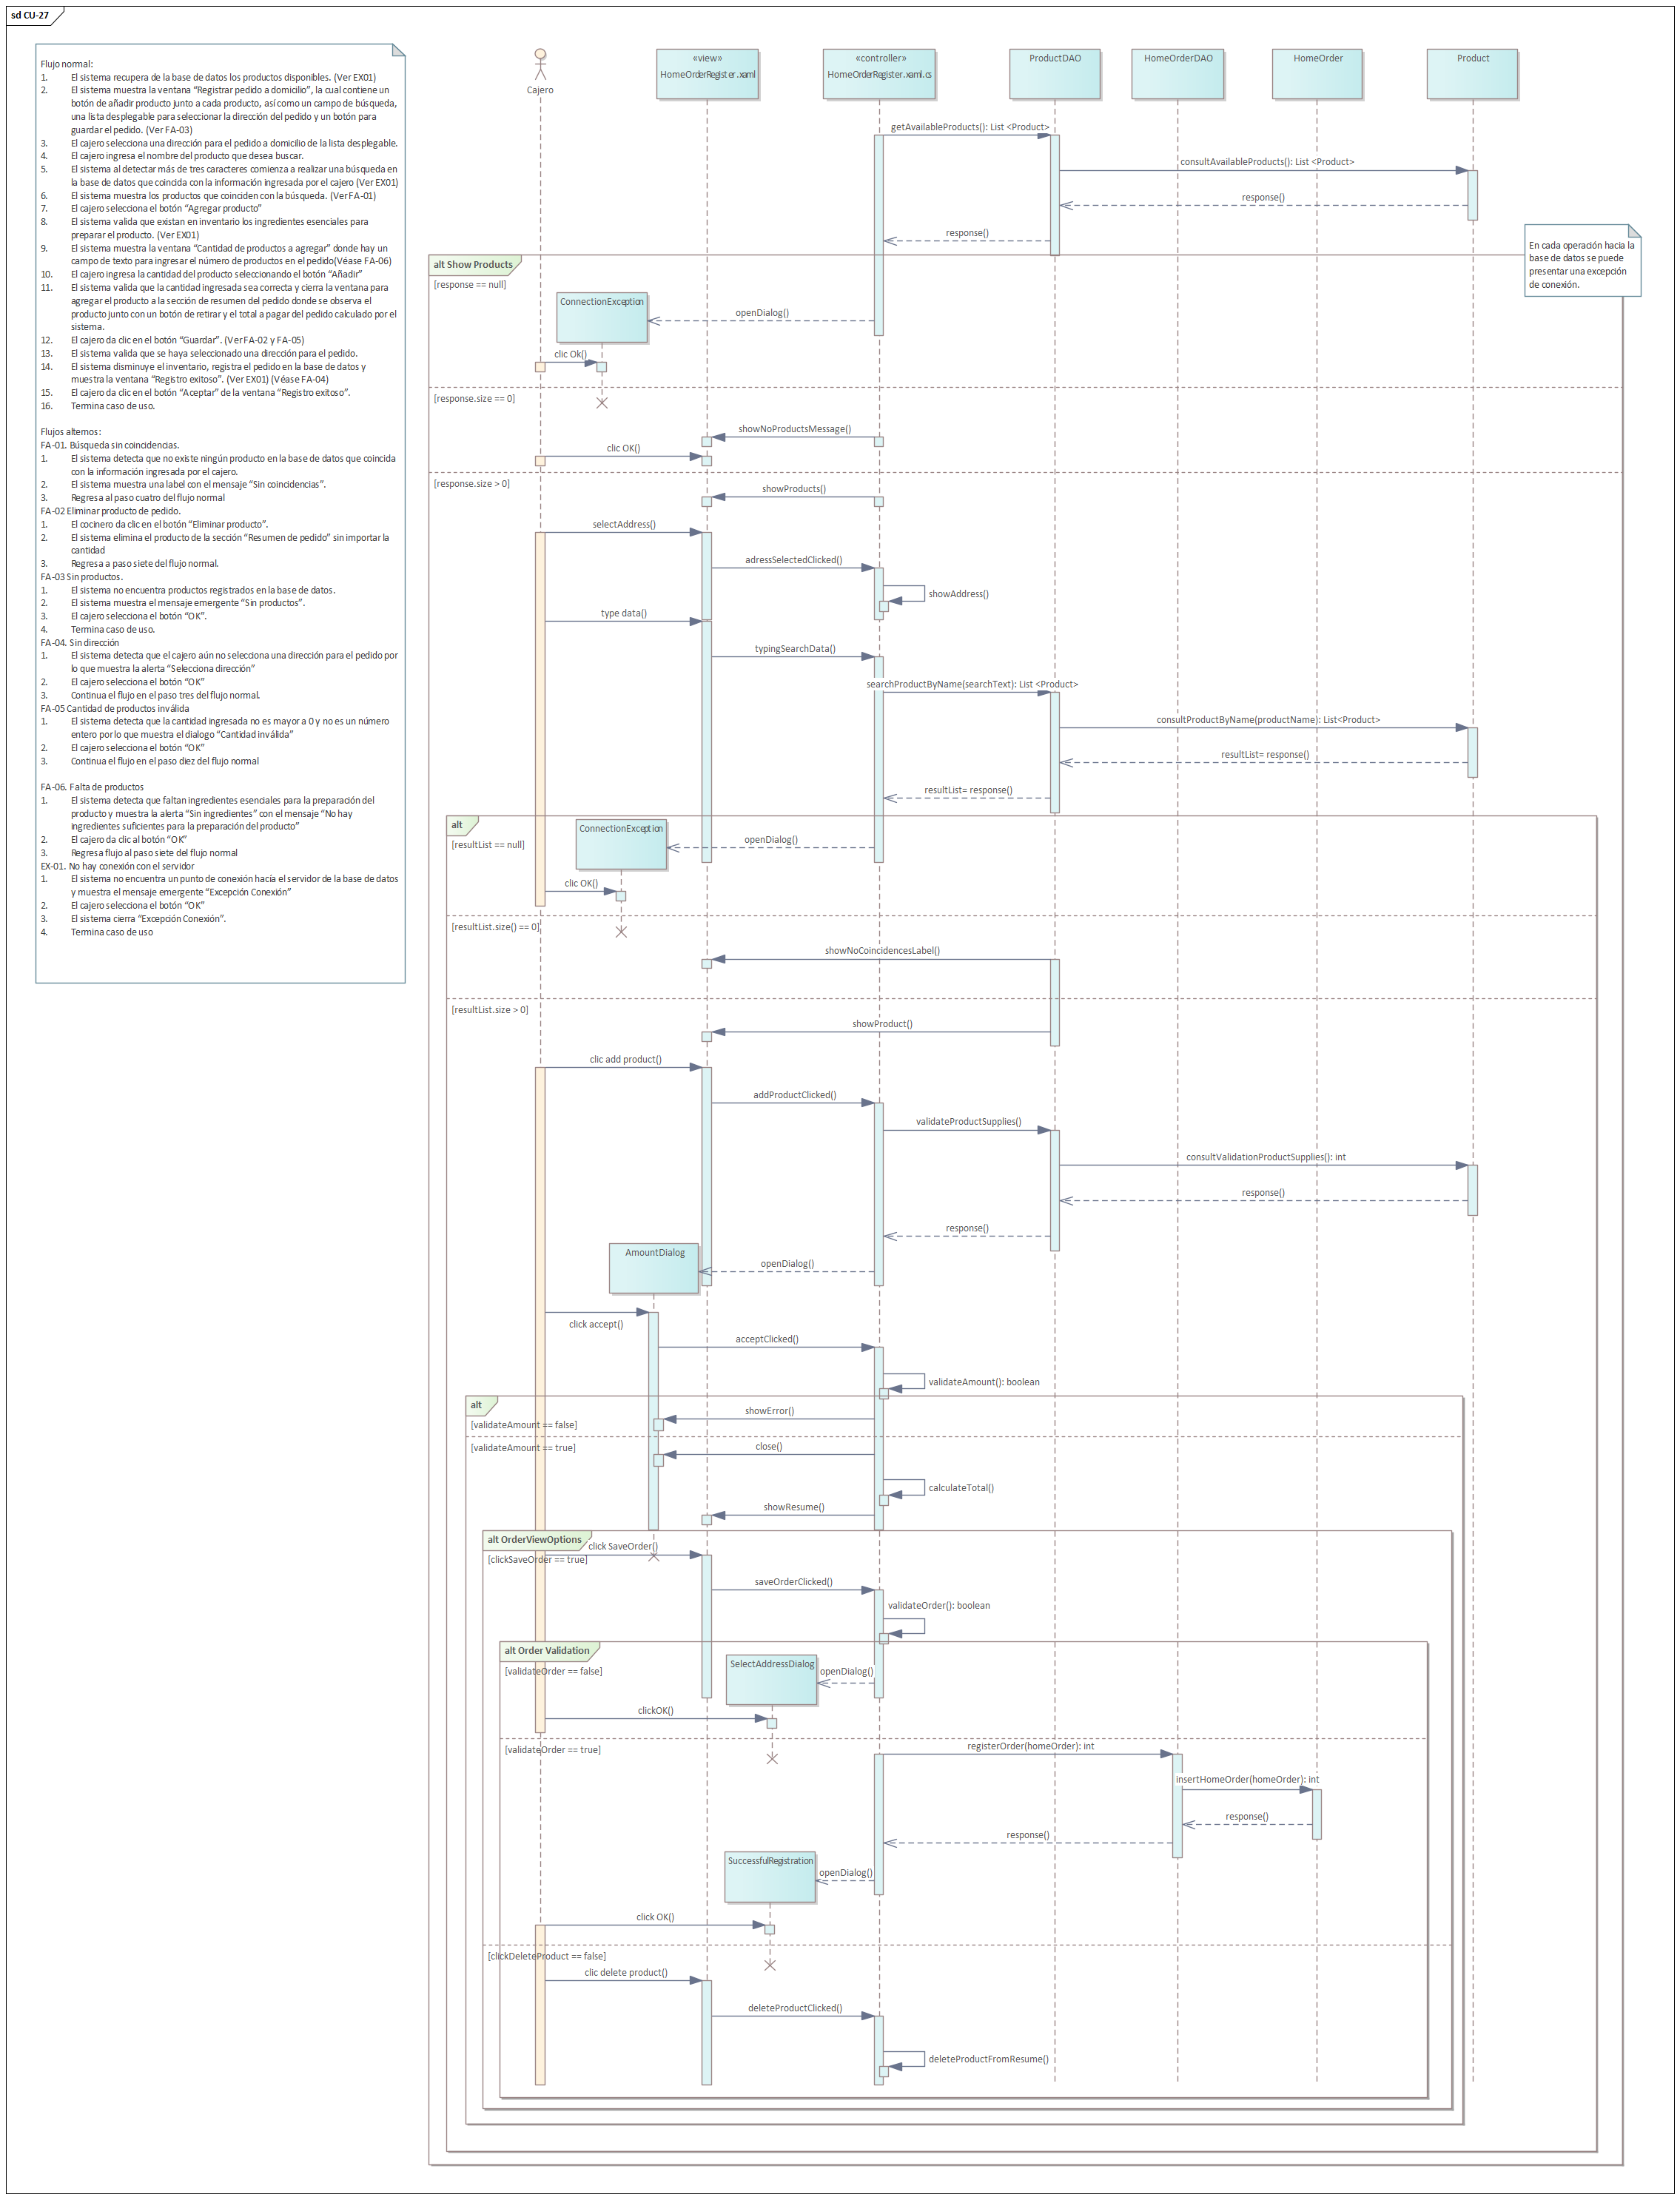 sd CU-27
Flujo normal:
1. El sistema recupera de la base de datos los productos disponibles. (Ver EX01)
2. El sistema muestra la ventana “Registrar pedido a domicilio”, la cual contiene un
botón de añadir producto junto a cada producto, así como un campo de búsqueda,
una lista desplegable para seleccionar la dirección del pedido y un botón para
guardar el pedido. (Ver FA-03)
3. El cajero selecciona una dirección para el pedido a domicilio de la lista desplegable.
4. El cajero ingresa el nombre del producto que desea buscar.
5. El sistema al detectar más de tres caracteres comienza a realizar una búsqueda en
la base de datos que coincida con la información ingresada por el cajero (Ver EX01)
6. El sistema muestra los productos que coinciden con la búsqueda. (Ver FA-01)
7. El cajero selecciona el botón “Agregar producto”
8. El sistema valida que existan en inventario los ingredientes esenciales para
preparar el producto. (Ver EX01)
9. El sistema muestra la ventana “Cantidad de productos a agregar” donde hay un
campo de texto para ingresar el número de productos en el pedido(Véase FA-06)
10. El cajero ingresa la cantidad del producto seleccionando el botón “Añadir”
11. El sistema valida que la cantidad ingresada sea correcta y cierra la ventana para
agregar el producto a la sección de resumen del pedido donde se observa el
producto junto con un botón de retirar y el total a pagar del pedido calculado por el
sistema.
12. El cajero da clic en el botón “Guardar”. (Ver FA-02 y FA-05)
13. El sistema valida que se haya seleccionado una dirección para el pedido.
14. El sistema disminuye el inventario, registra el pedido en la base de datos y
muestra la ventana “Registro exitoso”. (Ver EX01) (Véase FA-04)
15. El cajero da clic en el botón “Aceptar” de la ventana “Registro exitoso”.
16. Termina caso de uso.
Flujos alternos:
FA-01. Búsqueda sin coincidencias.
1. El sistema detecta que no existe ningún producto en la base de datos que coincida
con la información ingresada por el cajero.
2. El sistema muestra una label con el mensaje “Sin coincidencias”.
3. Regresa al paso cuatro del flujo normal
FA-02 Eliminar producto de pedido.
1. El cocinero da clic en el botón “Eliminar producto”.
2. El sistema elimina el producto de la sección “Resumen de pedido” sin importar la
cantidad
3. Regresa a paso siete del flujo normal.
FA-03 Sin productos.
1. El sistema no encuentra productos registrados en la base de datos.
2. El sistema muestra el mensaje emergente “Sin productos”.
3. El cajero selecciona el botón “OK”.
4. Termina caso de uso.
FA-04. Sin dirección
1. El sistema detecta que el cajero aún no selecciona una dirección para el pedido por
lo que muestra la alerta “Selecciona dirección”
2. El cajero selecciona el botón “OK”
3. Continua el flujo en el paso tres del flujo normal.
FA-05 Cantidad de productos inválida
1. El sistema detecta que la cantidad ingresada no es mayor a 0 y no es un número
entero por lo que muestra el dialogo “Cantidad inválida”
2. El cajero selecciona el botón “OK”
3. Continua el flujo en el paso diez del flujo normal
FA-06. Falta de productos
1. El sistema detecta que faltan ingredientes esenciales para la preparación del
producto y muestra la alerta “Sin ingredientes” con el mensaje “No hay
ingredientes suficientes para la preparación del producto”
2. El cajero da clic al botón “OK”
3. Regresa flujo al paso siete del flujo normal
EX-01. No hay conexión con el servidor
1. El sistema no encuentra un punto de conexión hacía el servidor de la base de datos
y muestra el mensaje emergente “Excepción Conexión”
2. El cajero selecciona el botón “OK”
3. El sistema cierra “Excepción Conexión”.
4. Termina caso de uso
Cajero
«view»
HomeOrderRegister.xaml
«controller»
HomeOrderRegister.xaml.cs
ProductDAO
HomeOrderDAO
HomeOrder
Product
getAvailableProducts(): List <Product>
consultAvailableProducts(): List <Product>
response()
response()
En cada operación hacia la
base de datos se puede
presentar una excepción
de conexión.
alt Show Products
[response == null]
ConnectionException
openDialog()
clic Ok()
[response.size == 0]
showNoProductsMessage()
clic OK()
[response.size > 0]
showProducts()
selectAddress()
adressSelectedClicked()
showAddress()
type data()
typingSearchData()
searchProductByName(searchText): List <Product>
consultProductByName(productName): List<Product>
resultList= response()
resultList= response()
alt
[resultList == null]
ConnectionException
openDialog()
clic OK()
[resultList.size() == 0]
showNoCoincidencesLabel()
[resultList.size > 0]
showProduct()
clic add product()
addProductClicked()
validateProductSupplies()
consultValidationProductSupplies(): int
response()
response()
AmountDialog
openDialog()
click accept()
acceptClicked()
validateAmount(): boolean
alt
[validateAmount == false]
showError()
[validateAmount == true]
close()
calculateTotal()
showResume()
alt OrderViewOptions
[clickSaveOrder == true]
click SaveOrder()
saveOrderClicked()
validateOrder(): boolean
alt Order Validation
[validateOrder == false]
SelectAddressDialog
openDialog()
clickOK()
[validateOrder == true]
registerOrder(homeOrder): int
insertHomeOrder(homeOrder): int
response()
response()
SuccessfulRegistration
openDialog()
click OK()
[clickDeleteProduct == false]
clic delete product()
deleteProductClicked()
deleteProductFromResume()